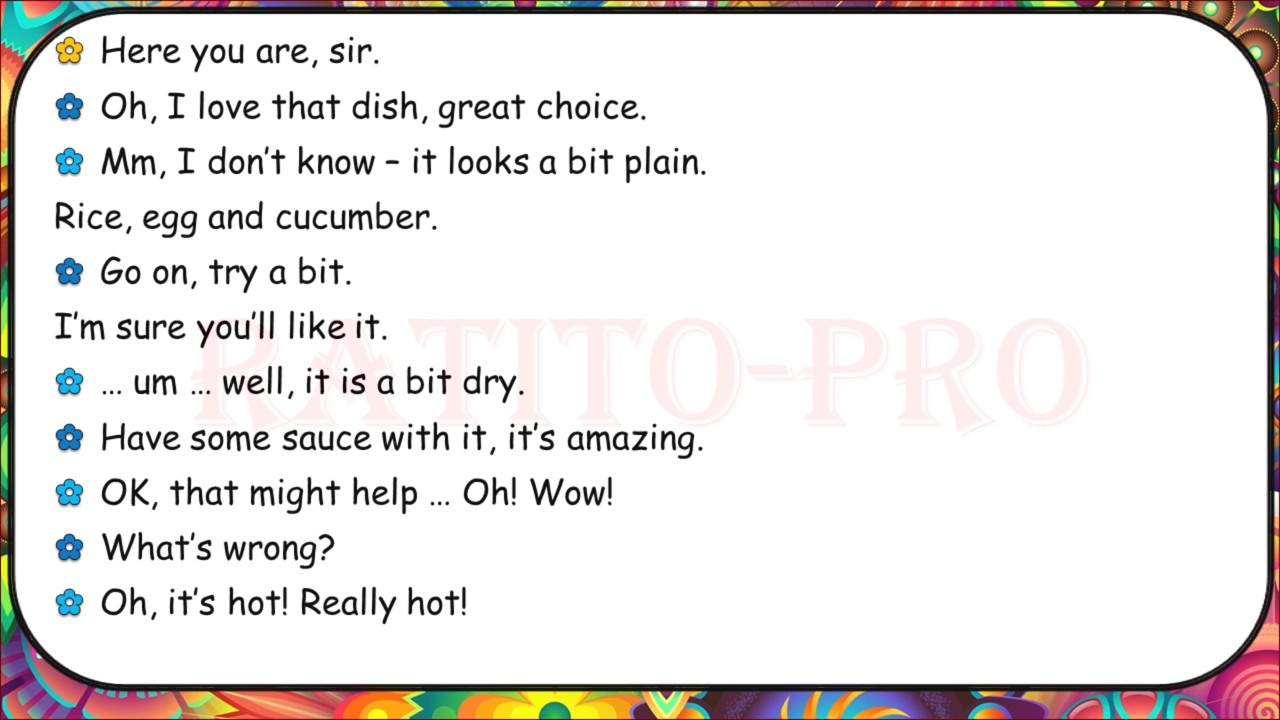 Here you are, sir.
Oh, I love that dish, great choice.
Mm, I don't know – it looks a bit plain.
Rice, egg and cucumber.
Go on, try a bit.
I'm sure you'll like it.
... um ... well, it is a bit dry.
Have some sauce with it, it's amazing.
OK, that might help ... Oh! Wow!
What's wrong?
Oh, it's hot! Really hot!
RATITO-PRO